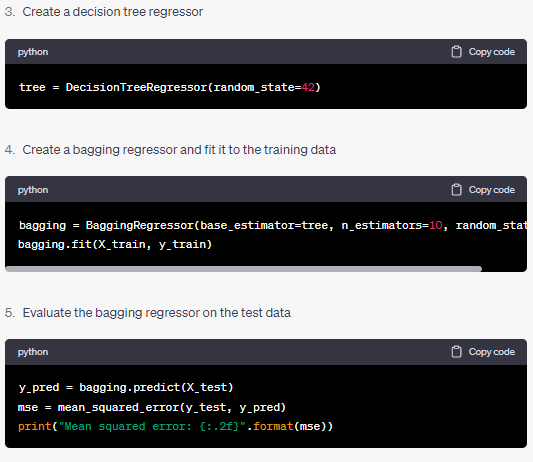 3. Create a decision tree regressor
python Copy code
tree = DecisionTreeRegressor(random_state=42)
4. Create a bagging regressor and fit it to the training data
python Copy code
bagging = BaggingRegressor(base_estimator=tree, n_estimators=10, random_stat
bagging.fit(X_train, y_train)
5. Evaluate the bagging regressor on the test data
python Copy code
y_pred = bagging.predict(X_test)
mse = mean_squared_error(y_test, y_pred)
print("Mean squared error: {:.2f}".format(mse))